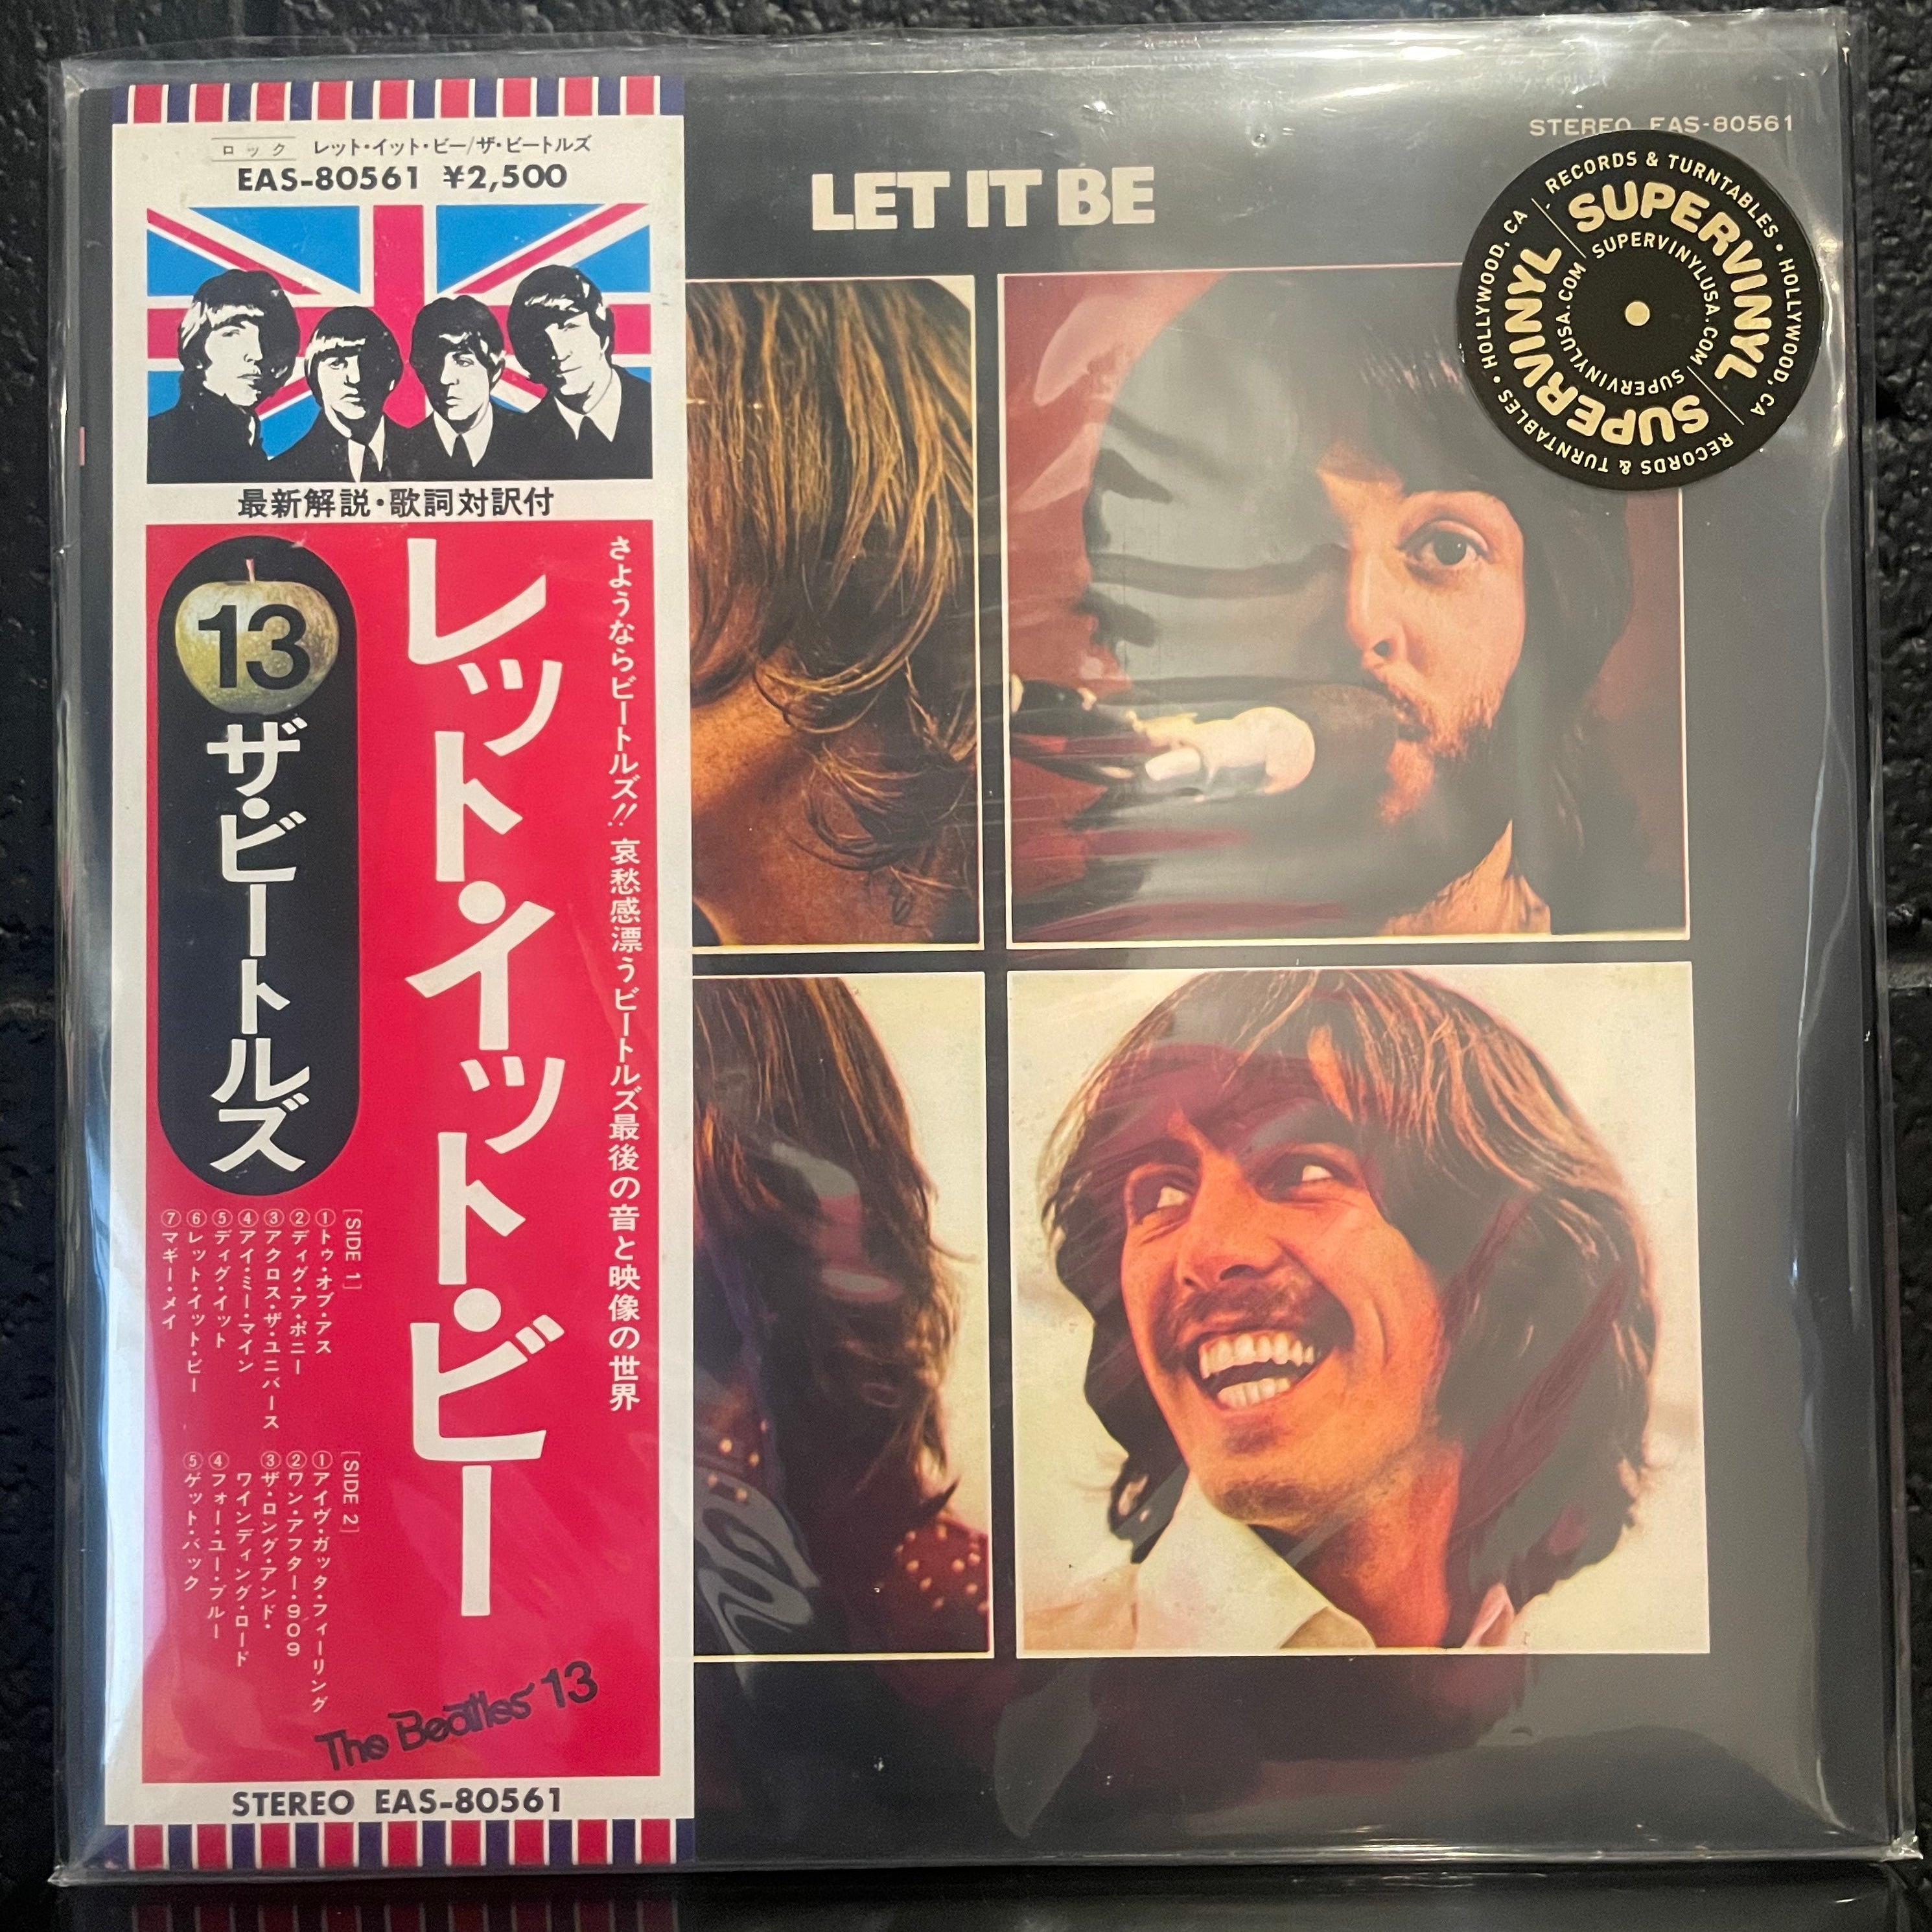 ロック レット・イット・ビー/ザ・ビートルズ
EAS-80561 ¥2,500
最新解説・歌詞対訳付
さようならビートルズ!! 哀愁感漂うビートルズ最後の音と映像の世界
レット・イット・ビー
13
ザ・ビートルズ
[SIDE 1]
①トゥ・オブ・アス
②ディグ・ア・ポニー
③アクロス・ザ・ユニバース
④アイ・ミー・マイン
⑤ディグ・イット
⑥レット・イット・ビー
⑦マギー・メイ
[SIDE 2]
①アイヴ・ガッタ・フィーリング
②ワン・アフター・909
③ザ・ロング・アンド・
ワインディング・ロード
④フォー・ユー・ブルー
⑤ゲット・バック
The Beatles 13
STEREO EAS-80561
LET IT BE
STEREO EAS-80561
RECORDS & TURNTABLES • HOLLYWOOD, CA
RECORDS & TURNTABLES • HOLLYWOOD, CA
SUPERVINYL
SUPERVINYL
SUPERVINYLUSA.COM
SUPERVINYLUSA.COM